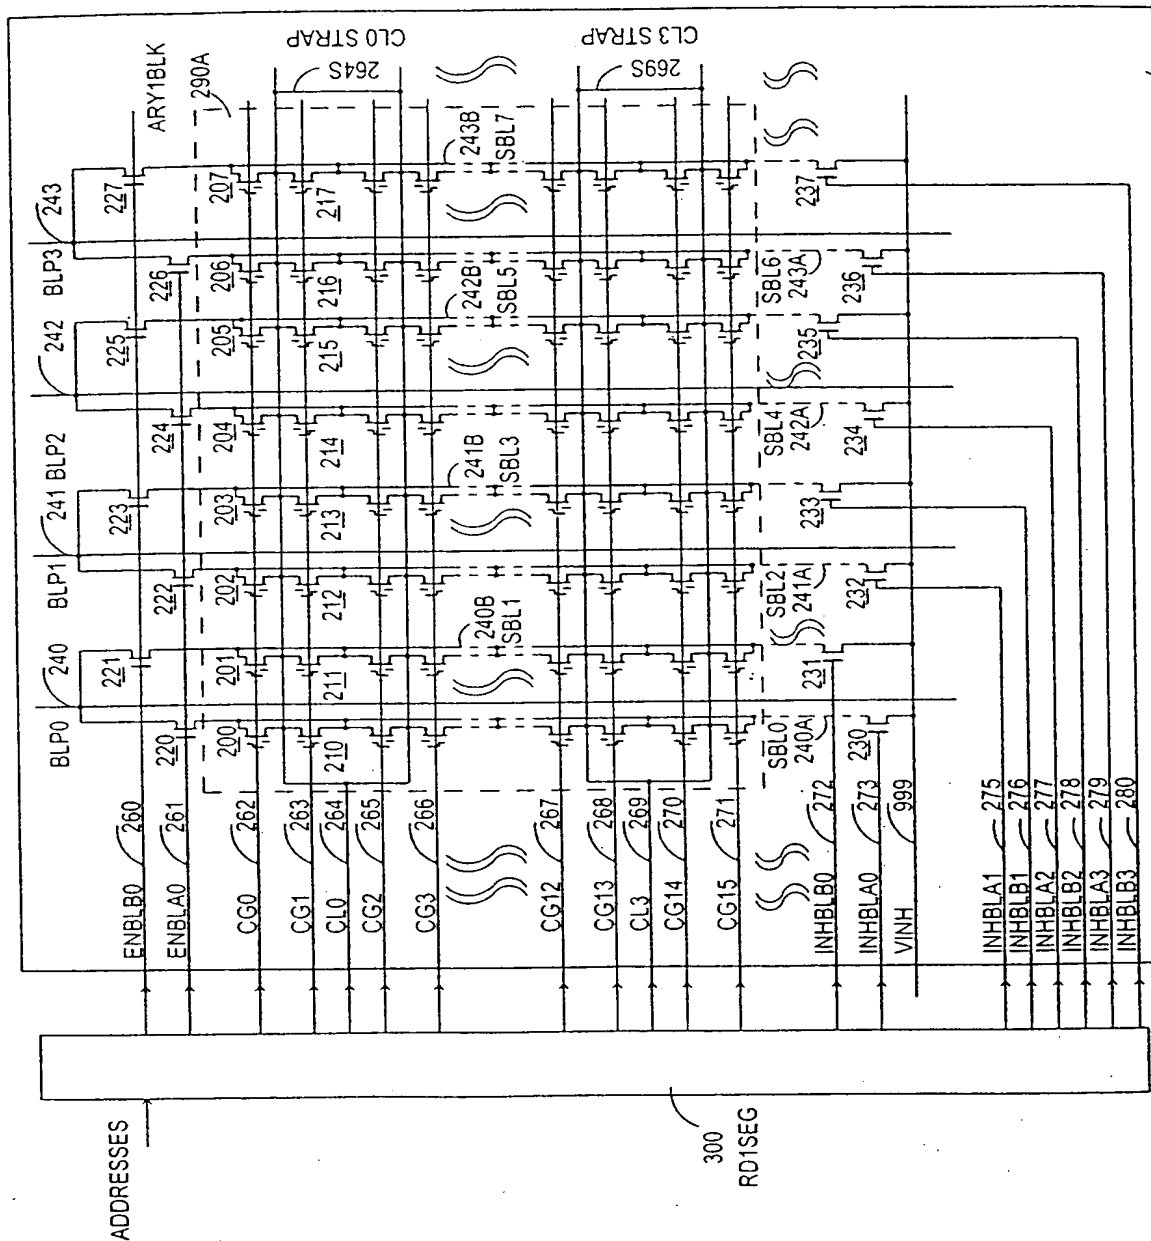 ADDRESSES
300
RD1SEG
ENBLB0 260
ENBLA0 261
CG0 262
CG1 263
CL0 264
CG2 265
CG3 266
CG12 267
CG13 268
CL3 269
CG14 270
CG15 271
INHBLB0 272
INHBLA0 273
VINH 999
INHBLA1 275
INHBLB1 276
INHBLA2 277
INHBLB2 278
INHBLA3 279
INHBLB3 280
BLP0 240
BLP1 241
BLP2 242
BLP3 243
220 221 222 223 224 225 226 227
ARY1BLK
290A
200 201 202 203 204 205 206 207
CL0 STRAP
264S
210 211 212 213 214 215 216 217
240B
SBL1
241B
SBL3
242B
SBL5
243B
SBL7
CL3 STRAP
269S
SBL0
240A
SBL2
241A
SBL4
242A
SBL6
243A
230 231 232 233 234 235 236 237